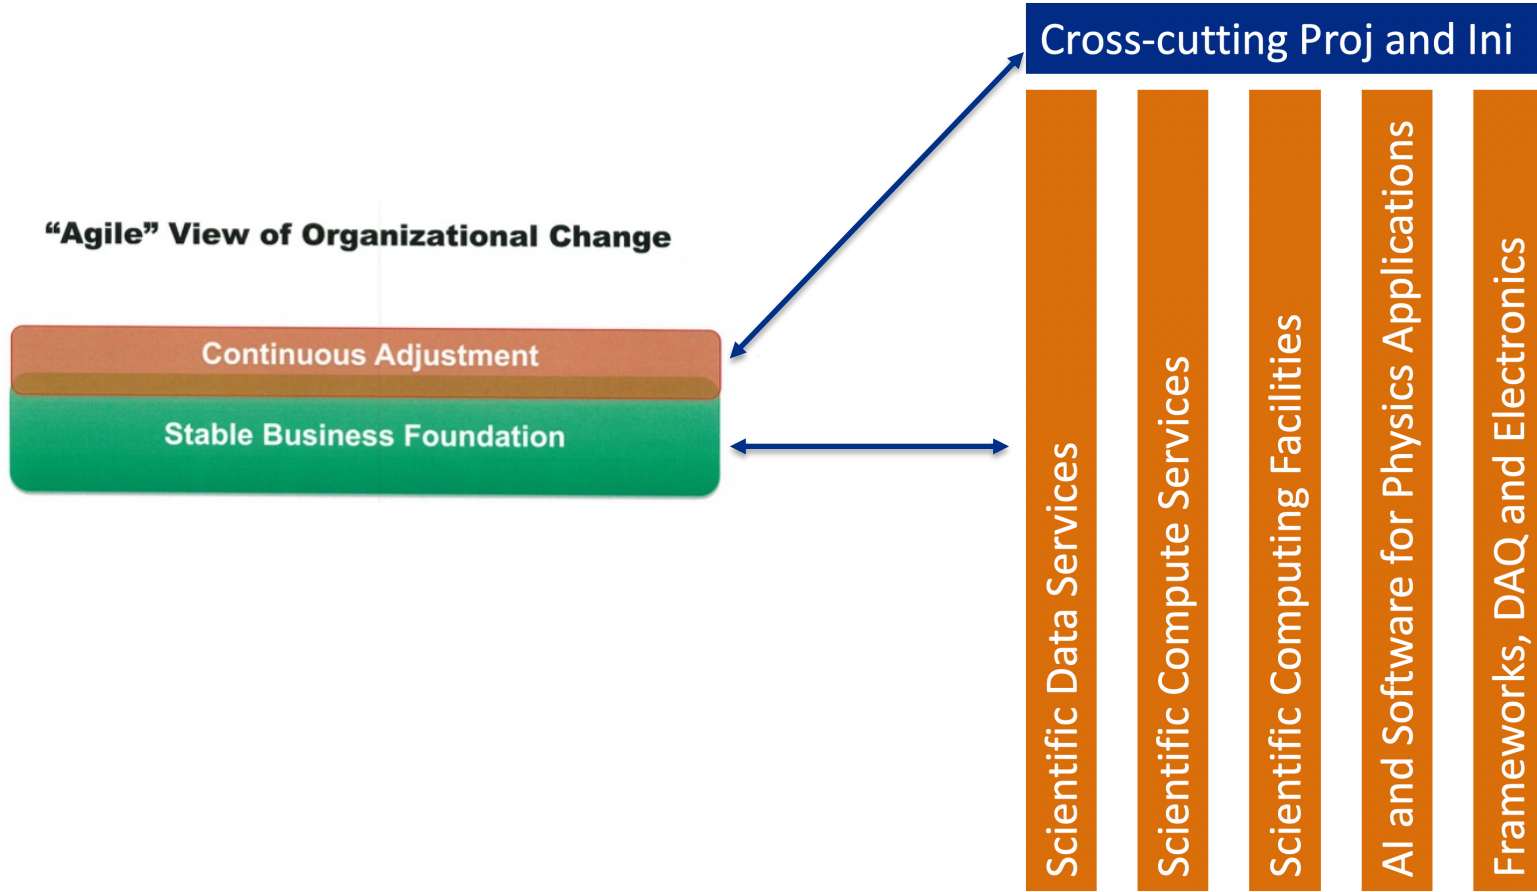 Cross-cutting Proj and Ini
“Agile” View of Organizational Change
Continuous Adjustment
Stable Business Foundation
Scientific Data Services
Scientific Compute Services
Scientific Computing Facilities
AI and Software for Physics Applications
Frameworks, DAQ and Electronics